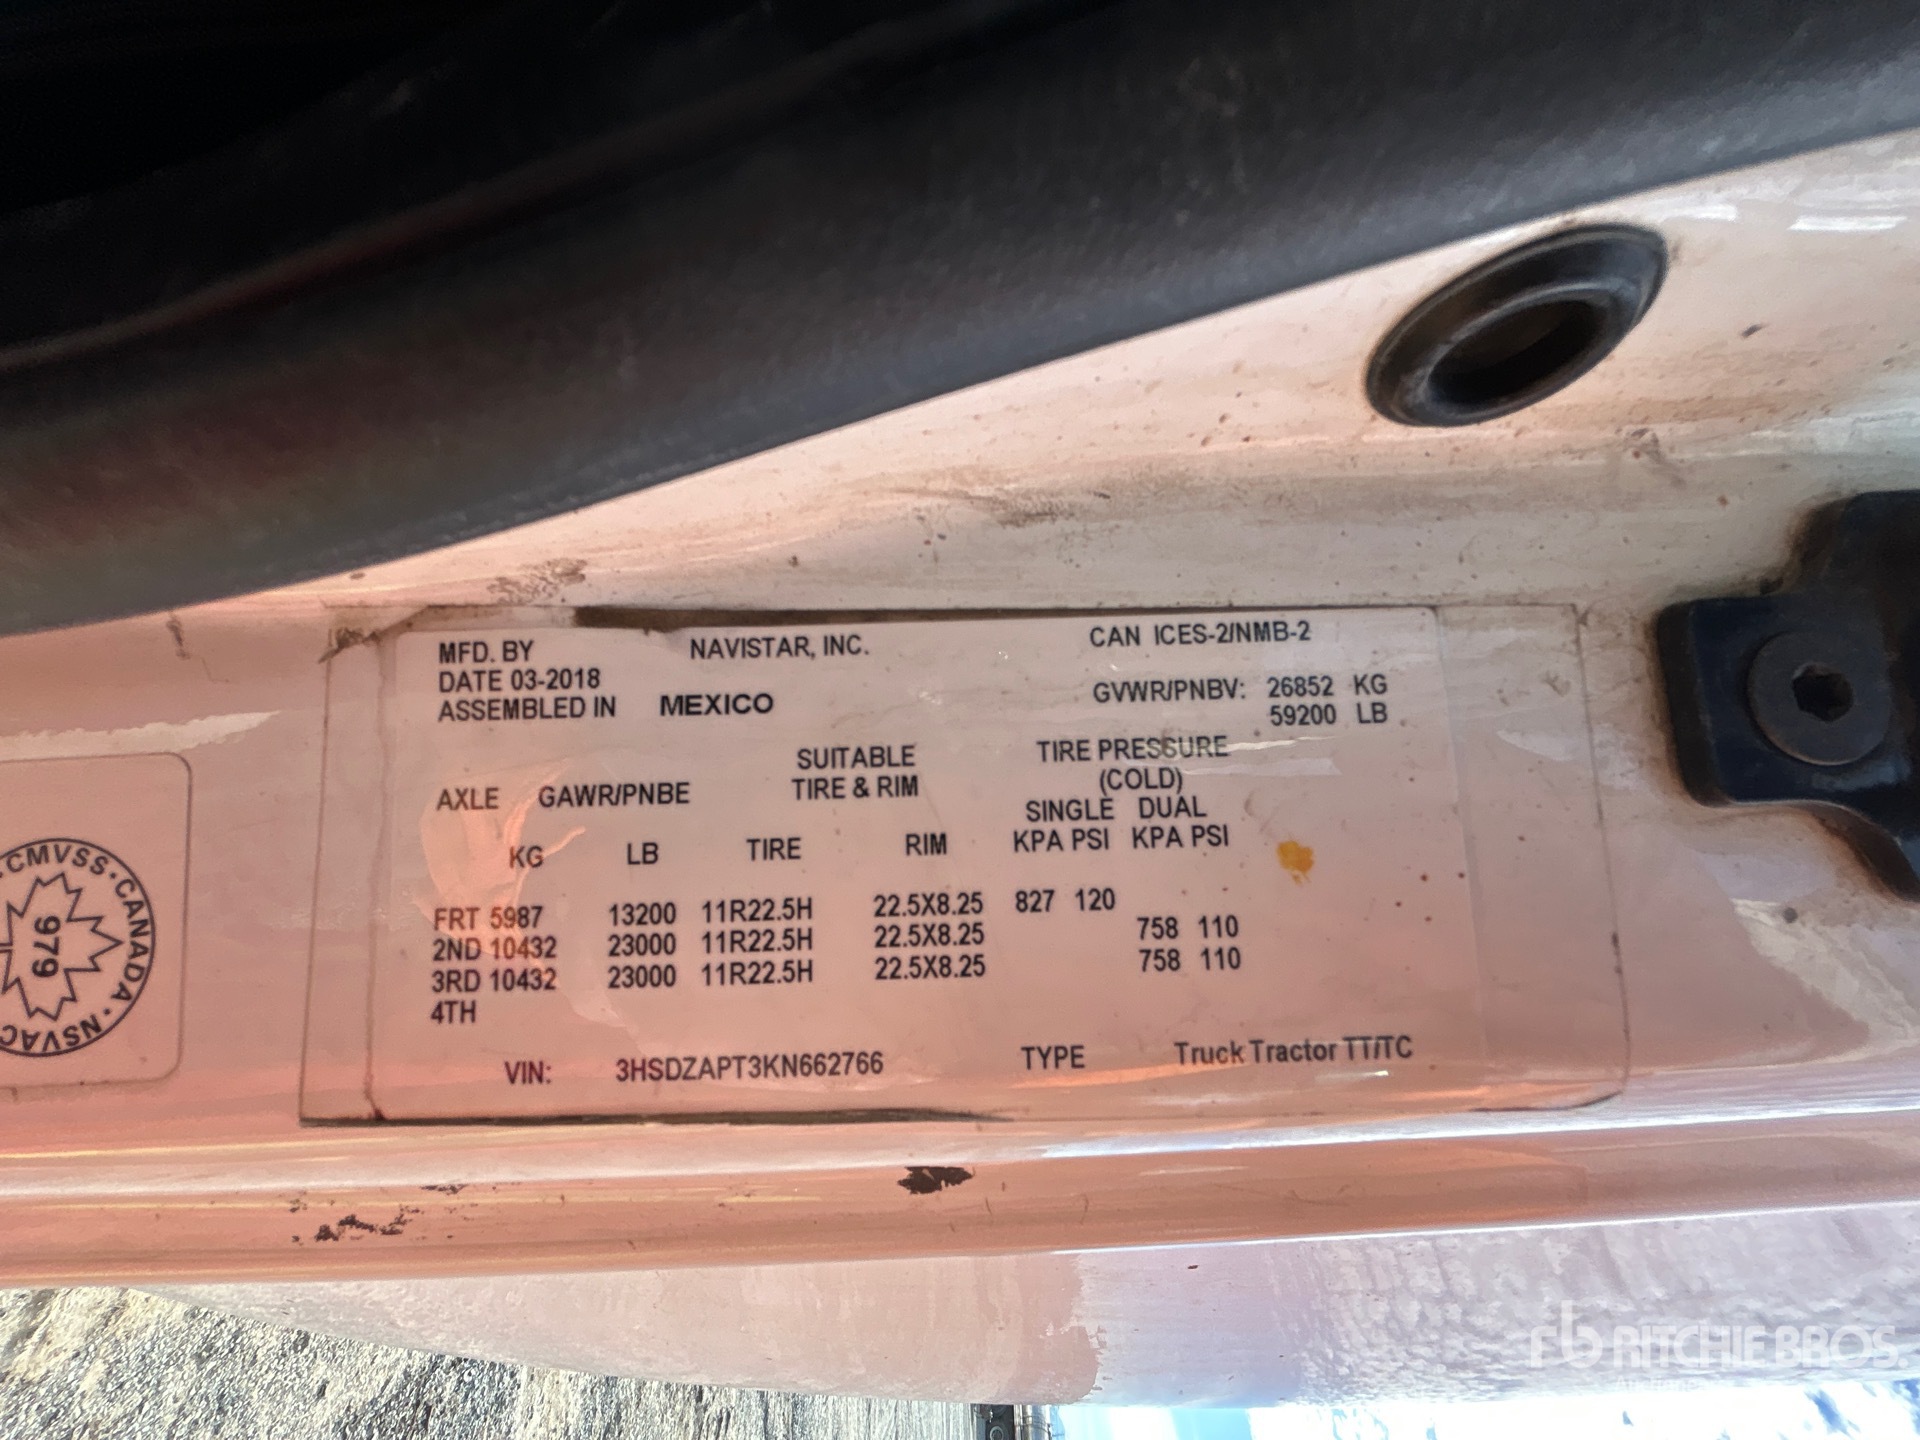 MFD. BY NAVISTAR, INC. CAN ICES-2/NMB-2
DATE 03-2018
ASSEMBLED IN MEXICO
GVWR/PNBV: 26852 KG
59200 LB
SUITABLE TIRE PRESSURE
AXLE GAWR/PNBE TIRE & RIM (COLD)
SINGLE DUAL
KG LB TIRE RIM KPA PSI KPA PSI
FRT 5987 13200 11R22.5H 22.5X8.25 827 120
2ND 10432 23000 11R22.5H 22.5X8.25 758 110
3RD 10432 23000 11R22.5H 22.5X8.25 758 110
4TH
VIN: 3HSDZAPT3KN662766 TYPE Truck Tractor TT/TC
CMVSS · CANADA · NSVAC
979
rb RITCHIE BROS.